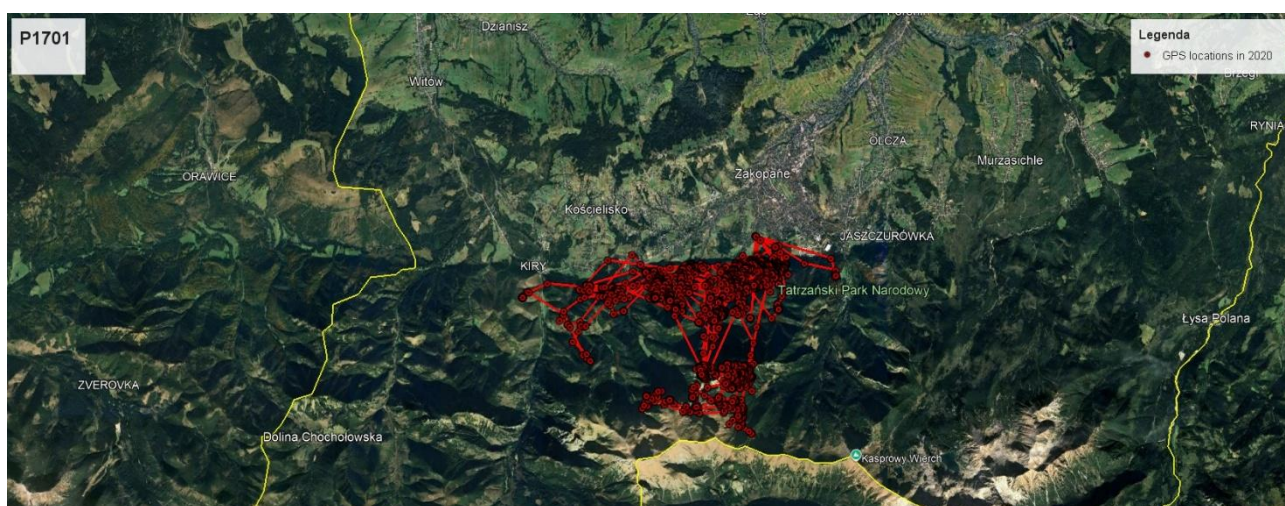 P1701
Dzianisz
Legenda
GPS locations in 2020
Witów
RYNIA
OLCZA
Murzasichle
ORAWICE
Zakopane
Kościelisko
JASZCZURÓWKA
KIRY
Tatrzański Park Narodowy
Łysa Polana
ZVEROVKA
Dolina Chochołowska
Kasprowy Wierch